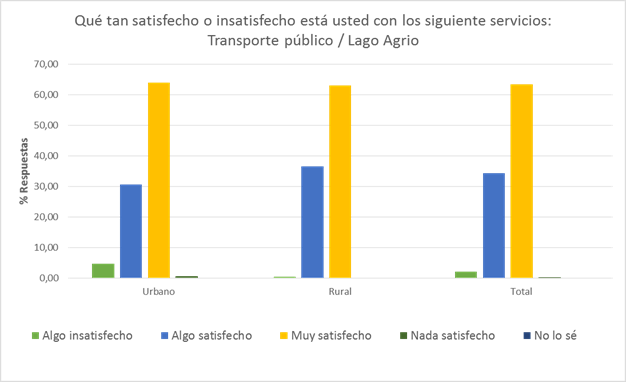 Qué tan satisfecho o insatisfecho está usted con los siguiente servicios:
Transporte público / Lago Agrio
% Respuestas
70,00
60,00
50,00
40,00
30,00
20,00
10,00
0,00
Urbano Rural Total
Algo insatisfecho Algo satisfecho Muy satisfecho Nada satisfecho No lo sé